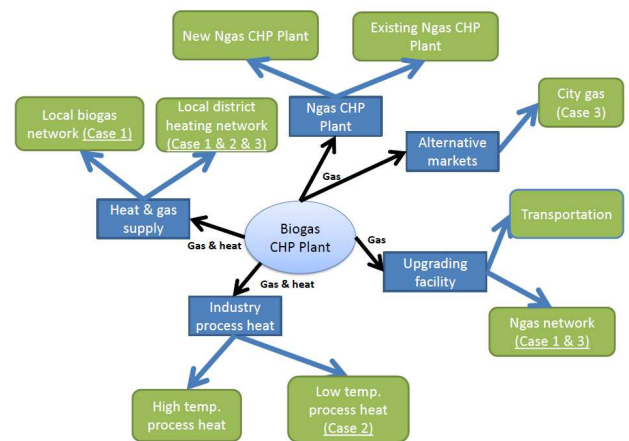 New Ngas CHP Plant
Existing Ngas CHP
Plant
Local biogas
network (Case 1)
Local district
heating network
(Case 1 & 2 & 3)
Ngas CHP
Plant
City gas
(Case 3)
Alternative
markets
Gas
Heat & gas
supply
Gas & heat
Biogas
CHP Plant
Gas
Transportation
Upgrading
facility
Gas & heat
Industry
process heat
Ngas network
(Case 1 & 3)
High temp.
process heat
Low temp.
process heat
(Case 2)